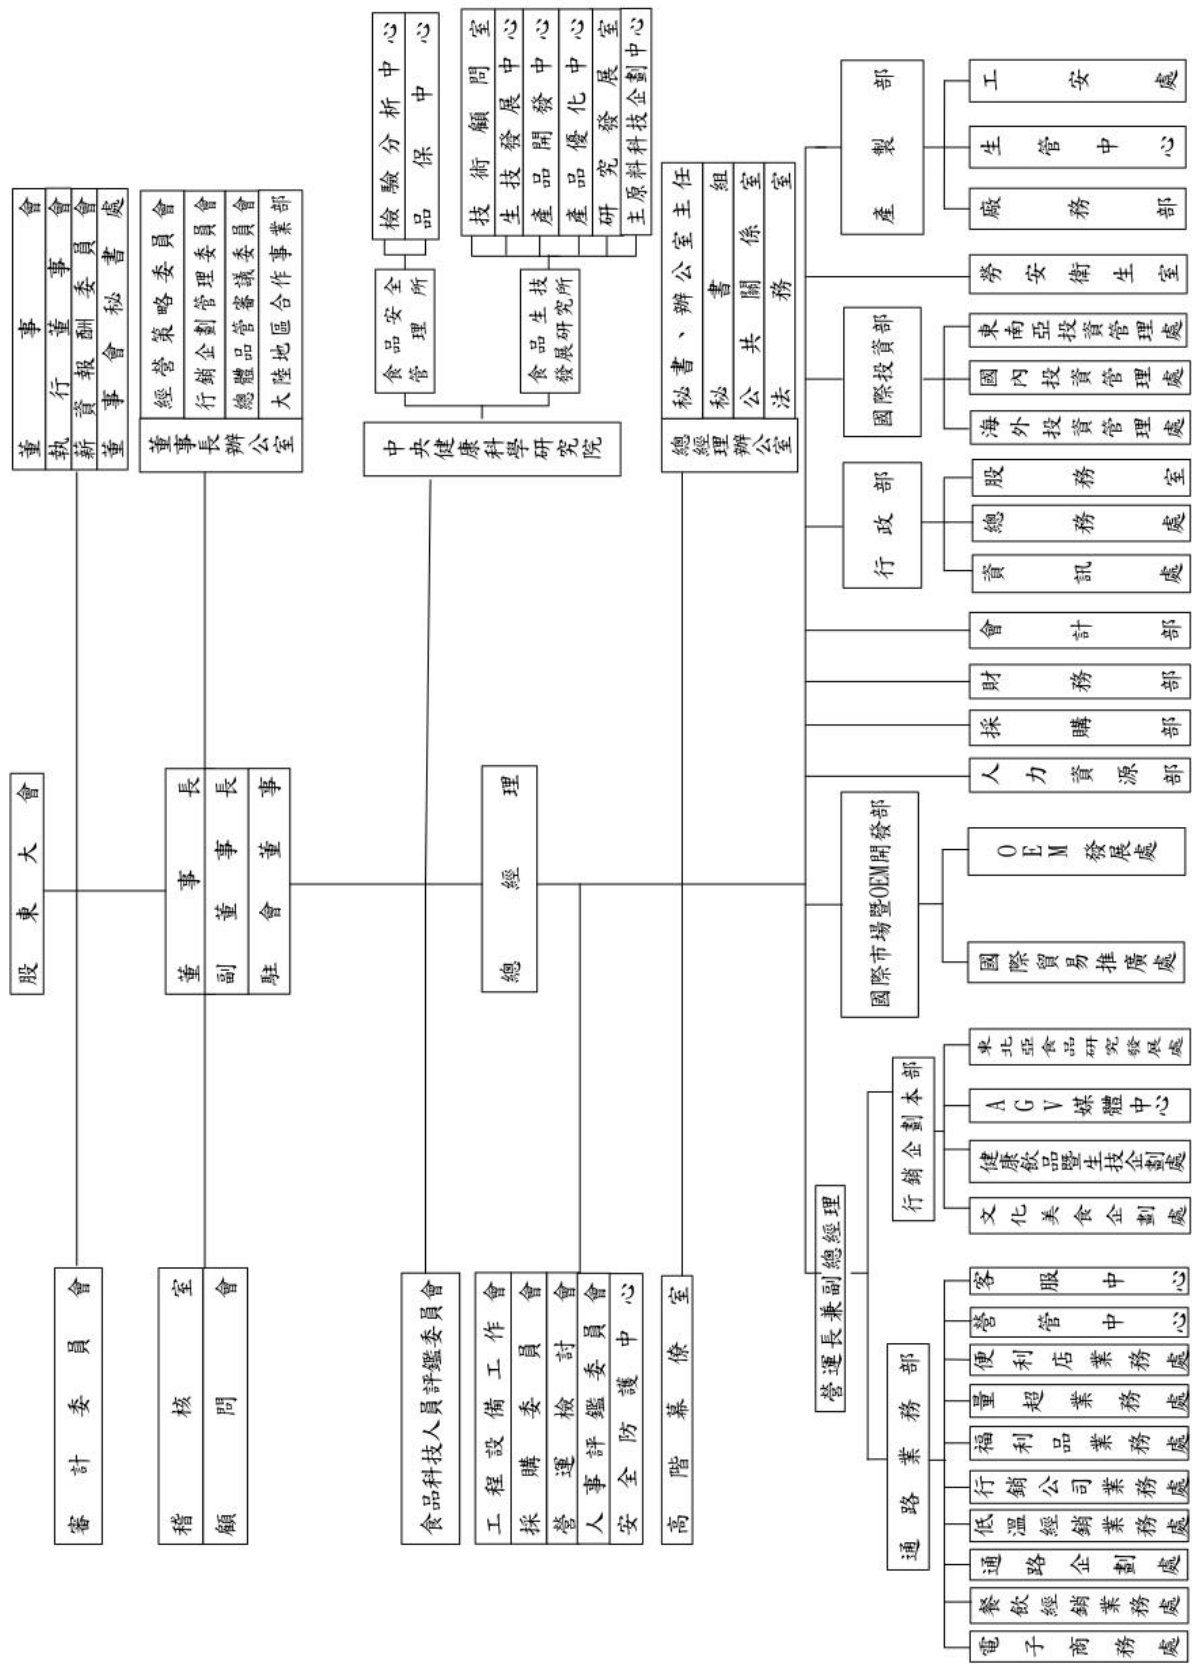 股東大會
審計委員會
董事會
執行董事會
薪資報酬委員會
董事會秘書處
董事長
副董事長
駐會董事
稽核室
顧問會
董事長辦公室
經營策略委員會
行銷企劃管理委員會
總體品管審議委員會
大陸地區合作事業部
食品科技人員評鑑委員會
中央健康科學研究院
食品安全管理所
檢驗分析中心
品保中心
食品生技發展研究所
技術顧問室
生技發展中心
產品開發中心
產品優化中心
研究發展室
主原料科技企劃中心
總經理
工程設備工作會
採購委員會
營運檢討會
人事評鑑委員會
安全防護中心
高階幕僚室
總經理辦公室
秘書、辦公室主任
秘書組
公共關係室
法務室
營運長兼副總經理
通路業務部
電子商務處
餐飲經銷業務處
通路企劃處
低溫經銷業務處
行銷公司業務處
福利品業務處
量超業務處
便利店業務處
營管中心
客服中心
行銷企劃本部
文化美食企劃處
健康飲品暨生技企劃處
AGV媒體中心
東北亞食品研究發展處
國際市場暨OEM開發部
國際貿易推廣處
OEM發展處
人力資源部
採購部
財務部
會計部
行政部
資訊處
總務處
股務室
國際投資部
海外投資管理處
國內投資管理處
東南亞投資管理處
勞安衛生室
產製部
廠務部
生管中心
工安處